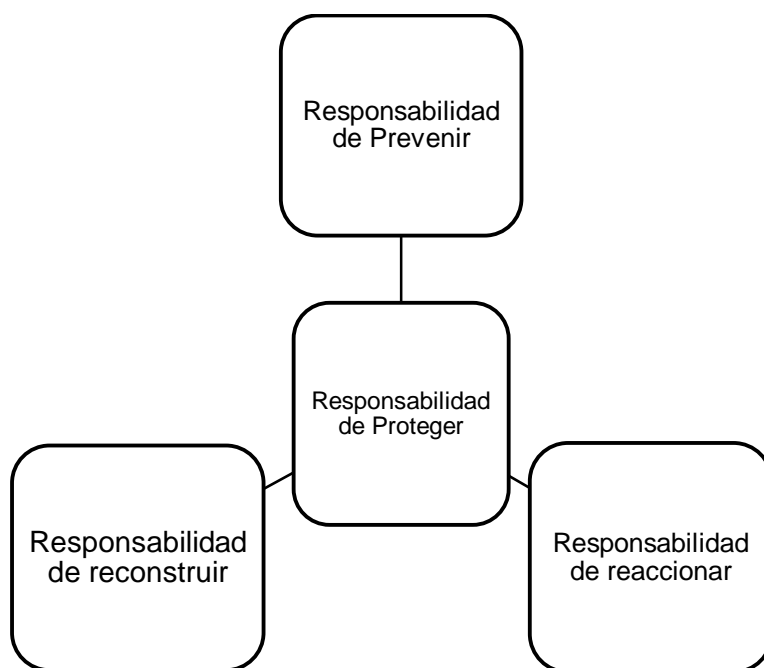 Responsabilidad
de Prevenir
Responsabilidad
de Proteger
Responsabilidad
de reconstruir
Responsabilidad
de reaccionar